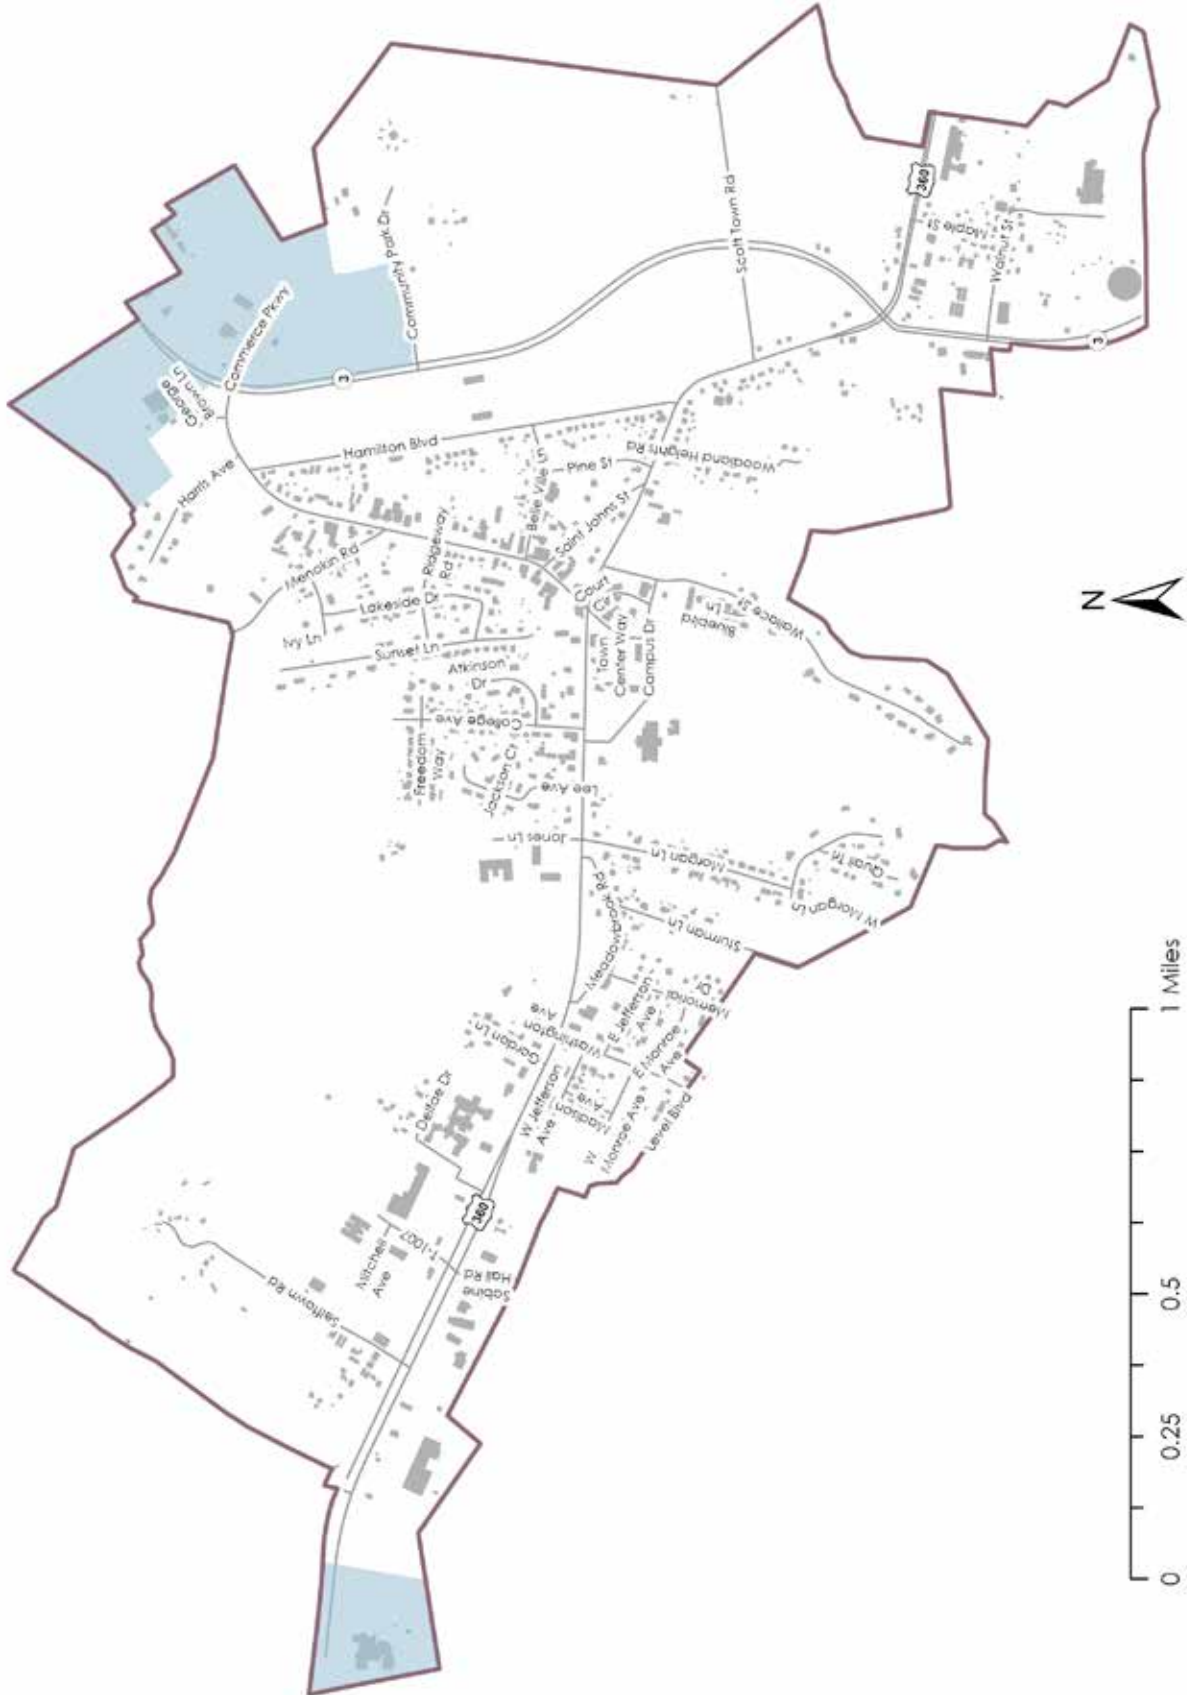 George
Brown Ln
Commerce Pkwy
Harris Ave
3
Community Park Dr
Hamilton Blvd
Menokin Rd
Ridgeway
Rd
Belle Ville Ln
Pine St
Saint Johns St
Woodland Heights Rd
Scott Town Rd
360
Maple St
Walnut St
3
Ivy Ln
Lakeside Dr
Sunset Ln
Atkinson
Dr
College Ave
Freedom
Way
Jackson Cr
Lee Ave
Jones Ln
Court
Cir
Town
Center Way
Campus Dr
Bluebird
Ln
Wallace St
Morgan Ln
W Morgan Ln
Quail Trl
Sturman Ln
Meadowbrook Rd
Memorial
Dr
E Jefferson
Ave
Washington
Ave
E Monroe
Ave
Gordon Ln
W Jefferson
Ave
Madison
Ave
W
Monroe Ave
Level Blvd
Delfae Dr
360
T-1007
Mitchell
Ave
Sabine
Hall Rd
Islington Rd
N
0
0.25
0.5
1 Miles